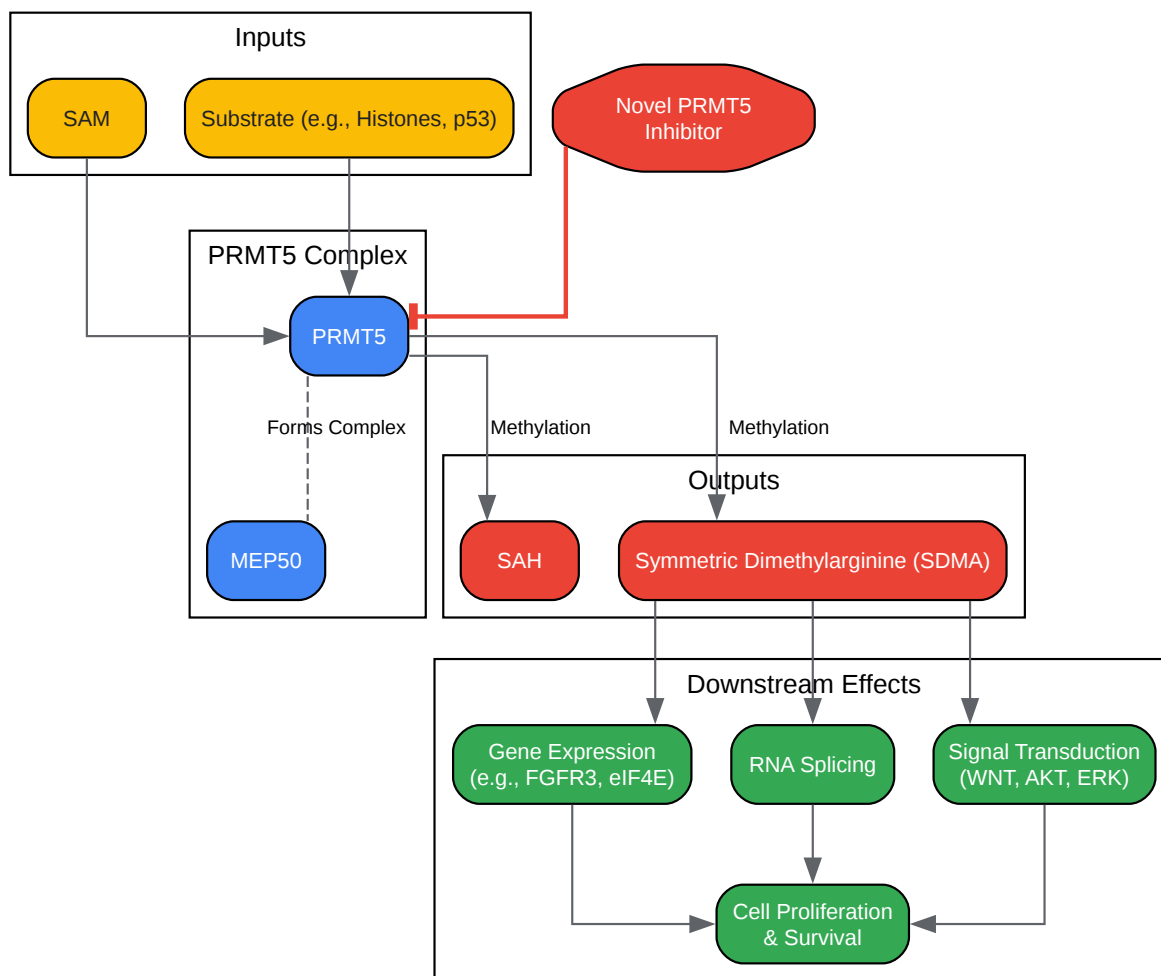 Inputs
SAM
Substrate (e.g., Histones, p53)
Novel PRMT5
Inhibitor
PRMT5 Complex
PRMT5
Forms Complex
Methylation
Methylation
MEP50
Outputs
SAH
Symmetric Dimethylarginine (SDMA)
Downstream Effects
Gene Expression
(e.g., FGFR3, eIF4E)
RNA Splicing
Signal Transduction
(WNT, AKT, ERK)
Cell Proliferation
& Survival